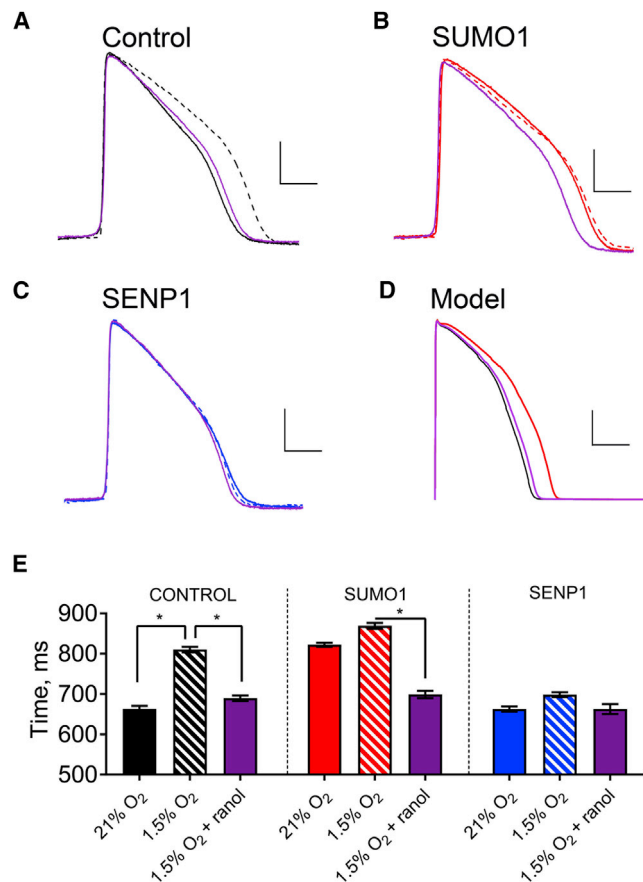 A
Control
B
SUMO1
C
SENP1
D
Model
E
CONTROL
SUMO1
SENP1
Time, ms
900
800
700
600
500
*
*
*
21% O₂
1.5% O₂
1.5% O₂ + ranol
21% O₂
1.5% O₂
1.5% O₂ + ranol
21% O₂
1.5% O₂
1.5% O₂ + ranol